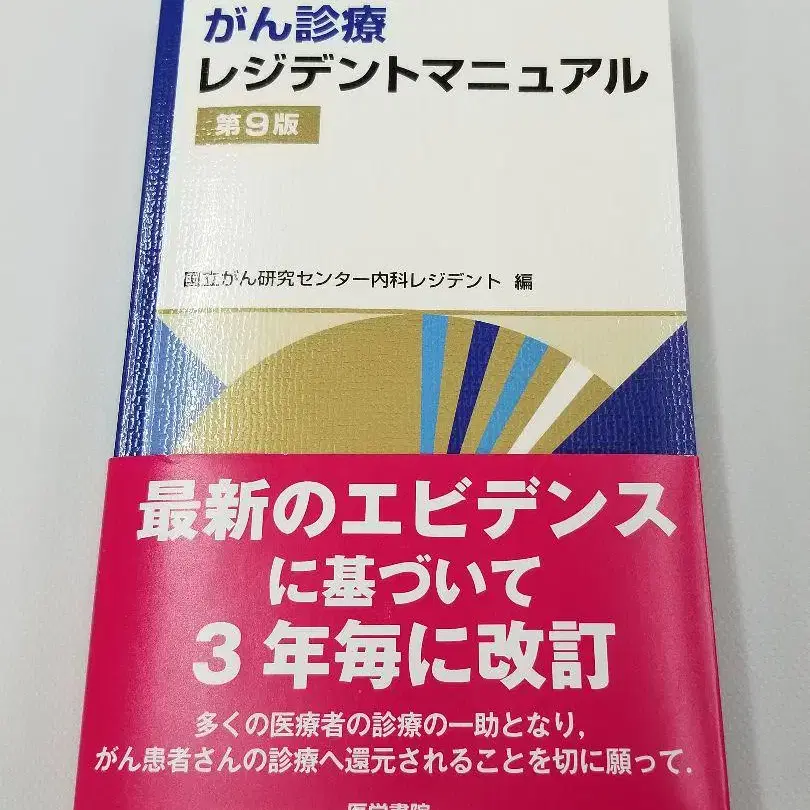 がん診療
レジデントマニュアル
第9版
国立がん研究センター内科レジデント 編
最新のエビデンス
に基づいて
3年毎に改訂
多くの医療者の診療の一助となり,
がん患者さんの診療へ還元されることを切に願って.
医学書院